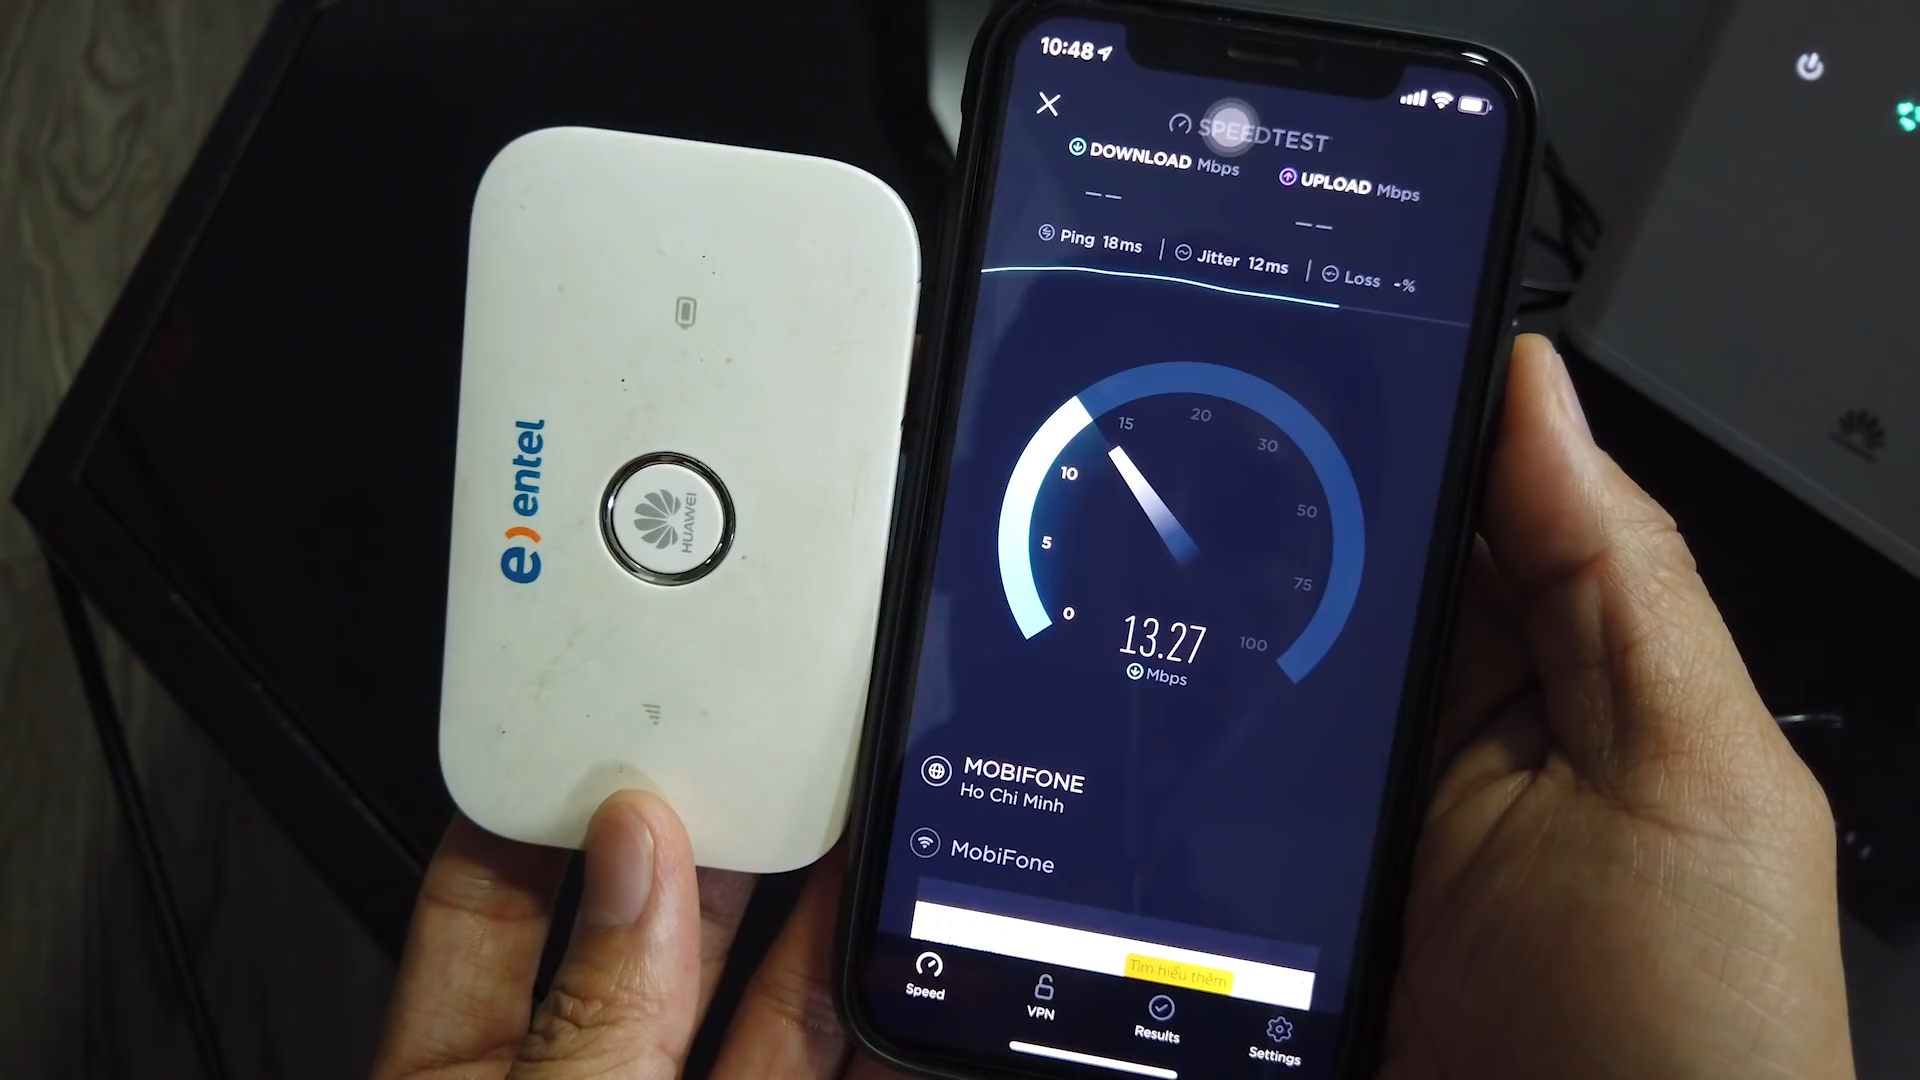 e) entel
HUAWEI
10:48
SPEEDTEST
DOWNLOAD Mbps
UPLOAD Mbps
— —
— —
Ping 18ms | Jitter 12ms | Loss -%
0
5
10
15
20
30
50
75
100
13.27
Mbps
MOBIFONE
Ho Chi Minh
MobiFone
Tìm hiểu thêm
Speed
VPN
Results
Settings